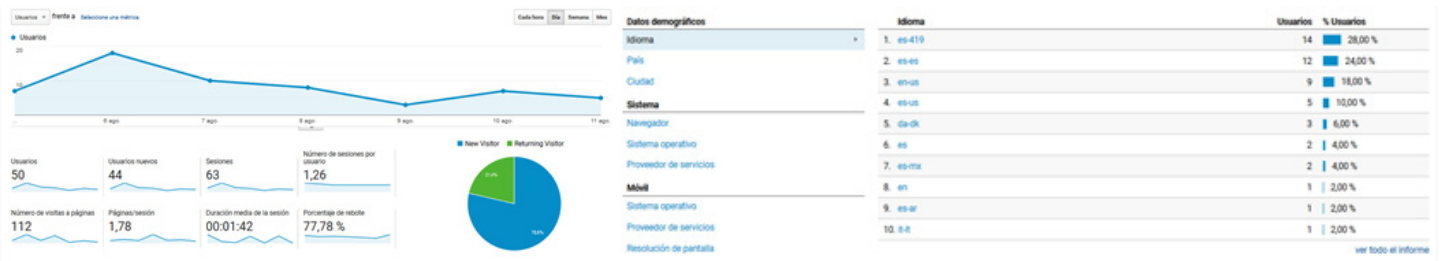 Usuarios frente a Seleccione una métrica
Cada hora Día Semana Mes
Usuarios
20
10
...
6 ago.
7 ago.
8 ago.
9 ago.
10 ago.
11 ago.
New Visitor Returning Visitor
Usuarios
50
Usuarios nuevos
44
Sesiones
63
Número de sesiones por
usuario
1,26
Número de visitas a páginas
112
Páginas/sesión
1,78
Duración media de la sesión
00:01:42
Porcentaje de rebote
77,78 %
21,4%
78,6%
Datos demográficos
Idioma
País
Ciudad
Sistema
Navegador
Sistema operativo
Proveedor de servicios
Móvil
Sistema operativo
Proveedor de servicios
Resolución de pantalla
Idioma Usuarios % Usuarios
1. es-419 14 28,00 %
2. es-es 12 24,00 %
3. en-us 9 18,00 %
4. es-us 5 10,00 %
5. da-dk 3 6,00 %
6. es 2 4,00 %
7. es-mx 2 4,00 %
8. en 1 2,00 %
9. es-ar 1 2,00 %
10. it-it 1 2,00 %
ver todo el informe